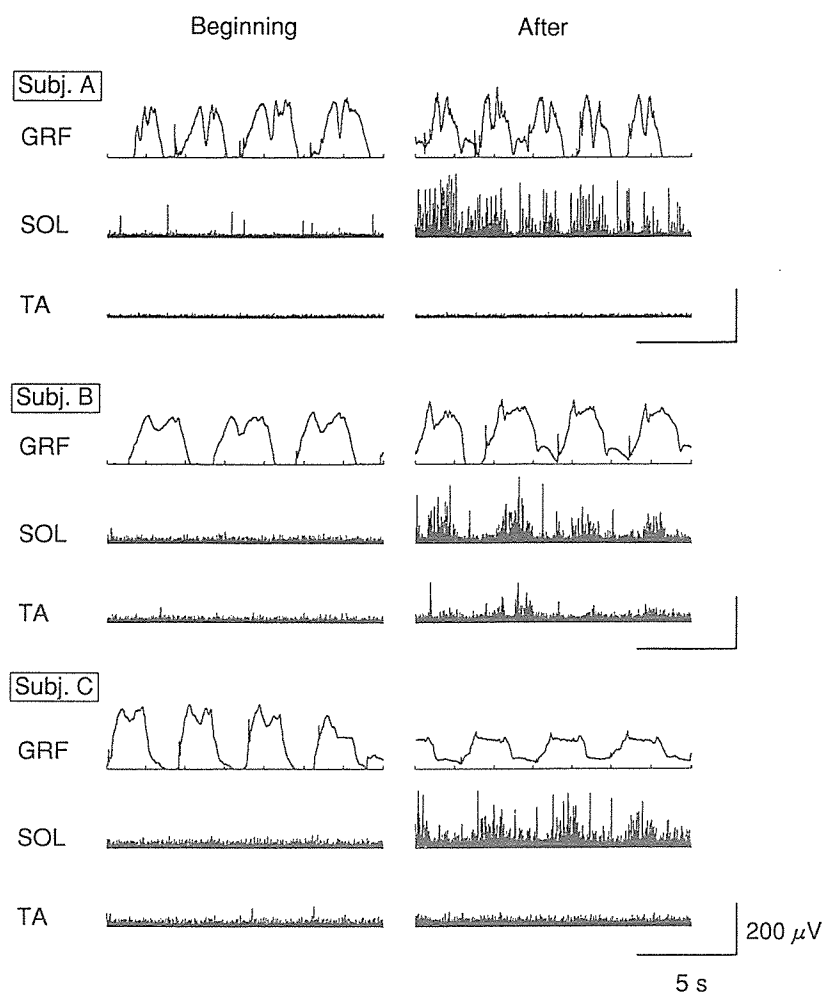 Beginning After
Subj. A
GRF
SOL
TA
Subj. B
GRF
SOL
TA
Subj. C
GRF
SOL
TA
200 μV
5 s